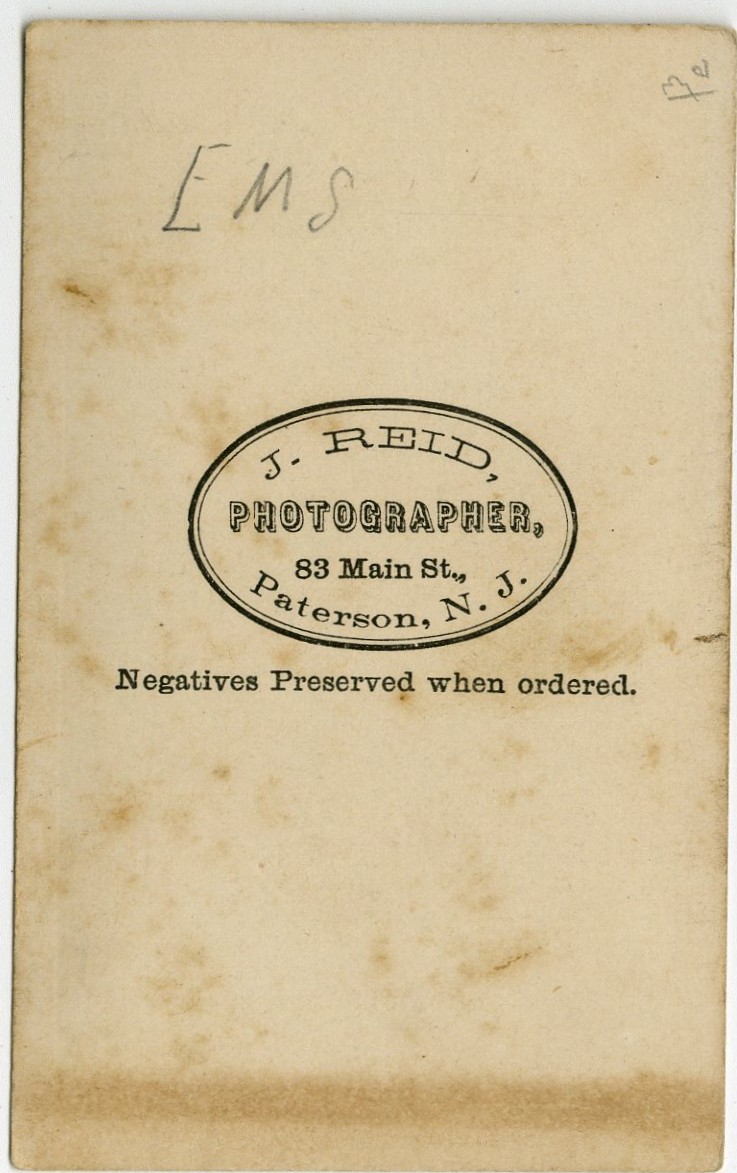 EMS
J. REID,
PHOTOGRAPHER,
83 Main St.,
Paterson, N. J.
Negatives Preserved when ordered.